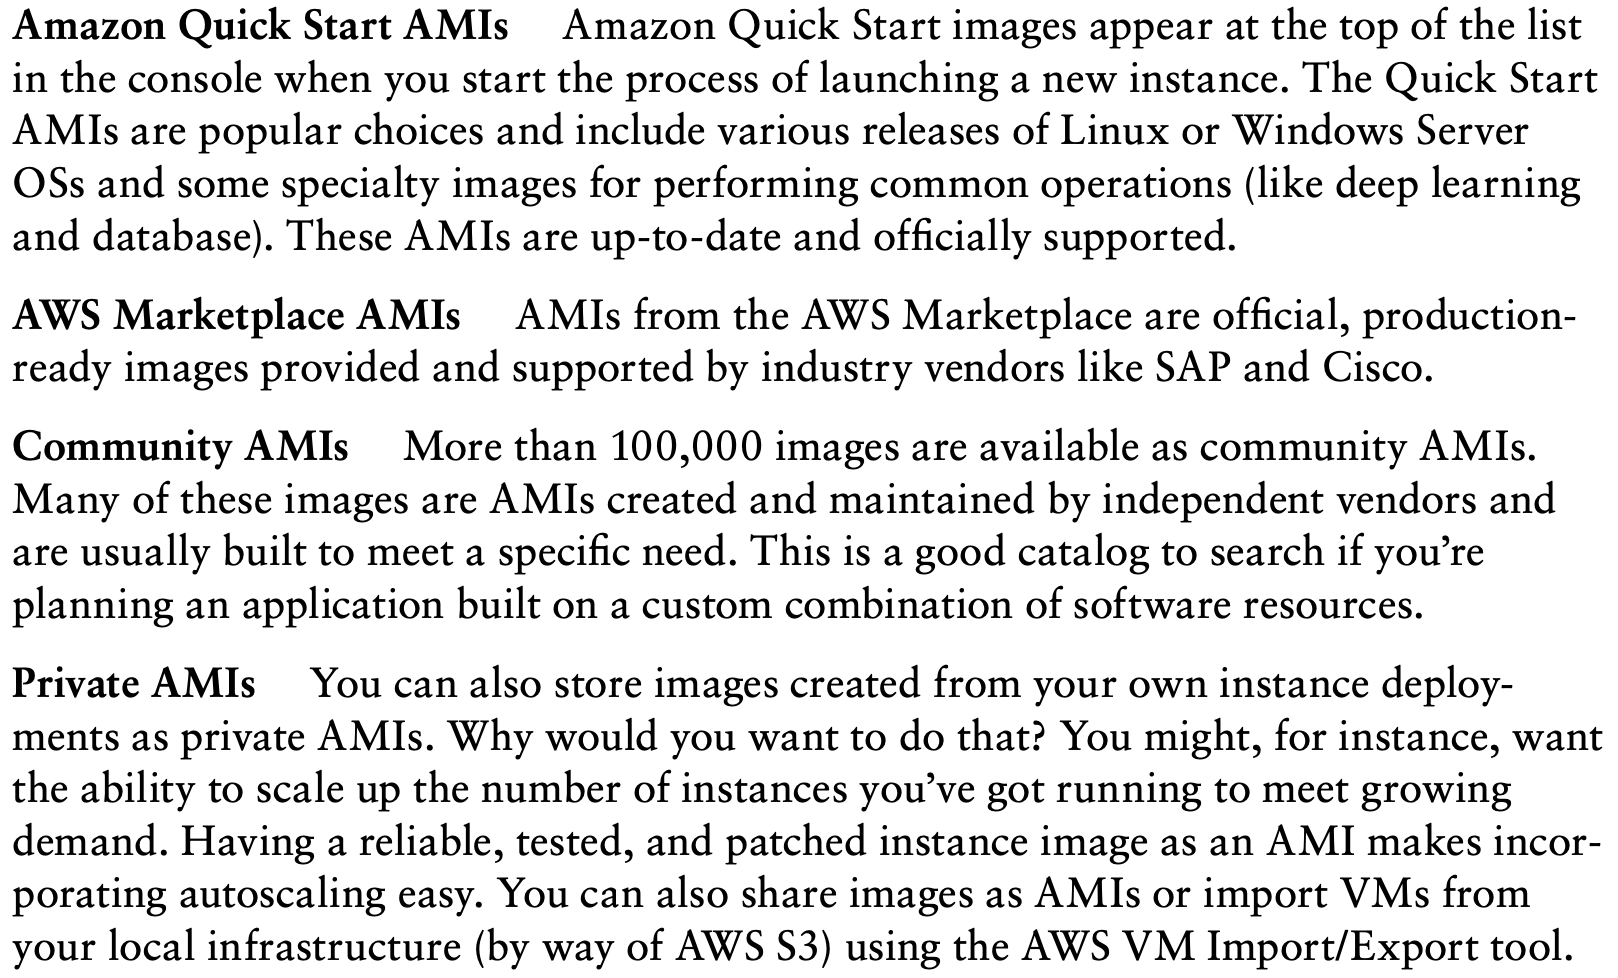 Amazon Quick Start AMIs Amazon Quick Start images appear at the top of the list
in the console when you start the process of launching a new instance. The Quick Start
AMIs are popular choices and include various releases of Linux or Windows Server
OSs and some specialty images for performing common operations (like deep learning
and database). These AMIs are up-to-date and officially supported.
AWS Marketplace AMIs AMIs from the AWS Marketplace are official, production-
ready images provided and supported by industry vendors like SAP and Cisco.
Community AMIs More than 100,000 images are available as community AMIs.
Many of these images are AMIs created and maintained by independent vendors and
are usually built to meet a specific need. This is a good catalog to search if you’re
planning an application built on a custom combination of software resources.
Private AMIs You can also store images created from your own instance deploy-
ments as private AMIs. Why would you want to do that? You might, for instance, want
the ability to scale up the number of instances you’ve got running to meet growing
demand. Having a reliable, tested, and patched instance image as an AMI makes incor-
porating autoscaling easy. You can also share images as AMIs or import VMs from
your local infrastructure (by way of AWS S3) using the AWS VM Import/Export tool.